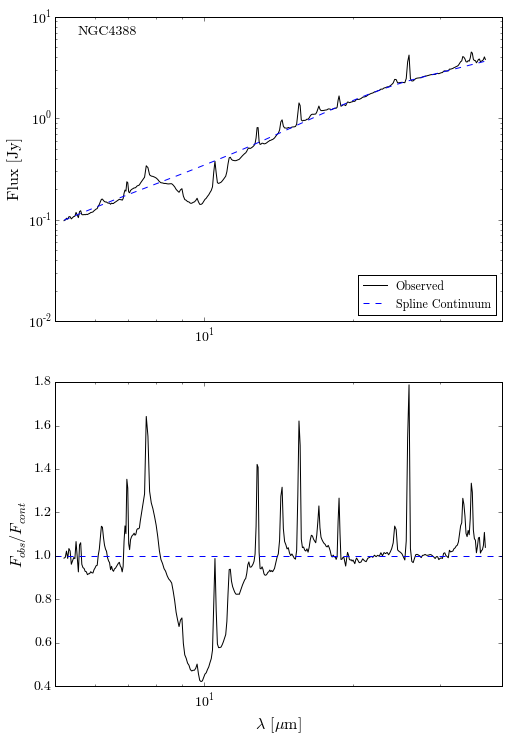 NGC4388
10^1
10^0
10^-1
10^-2
Flux [Jy]
Observed
Spline Continuum
10^1
1.8
1.6
1.4
1.2
1.0
0.8
0.6
0.4
F_obs/F_cont
10^1
λ [μm]